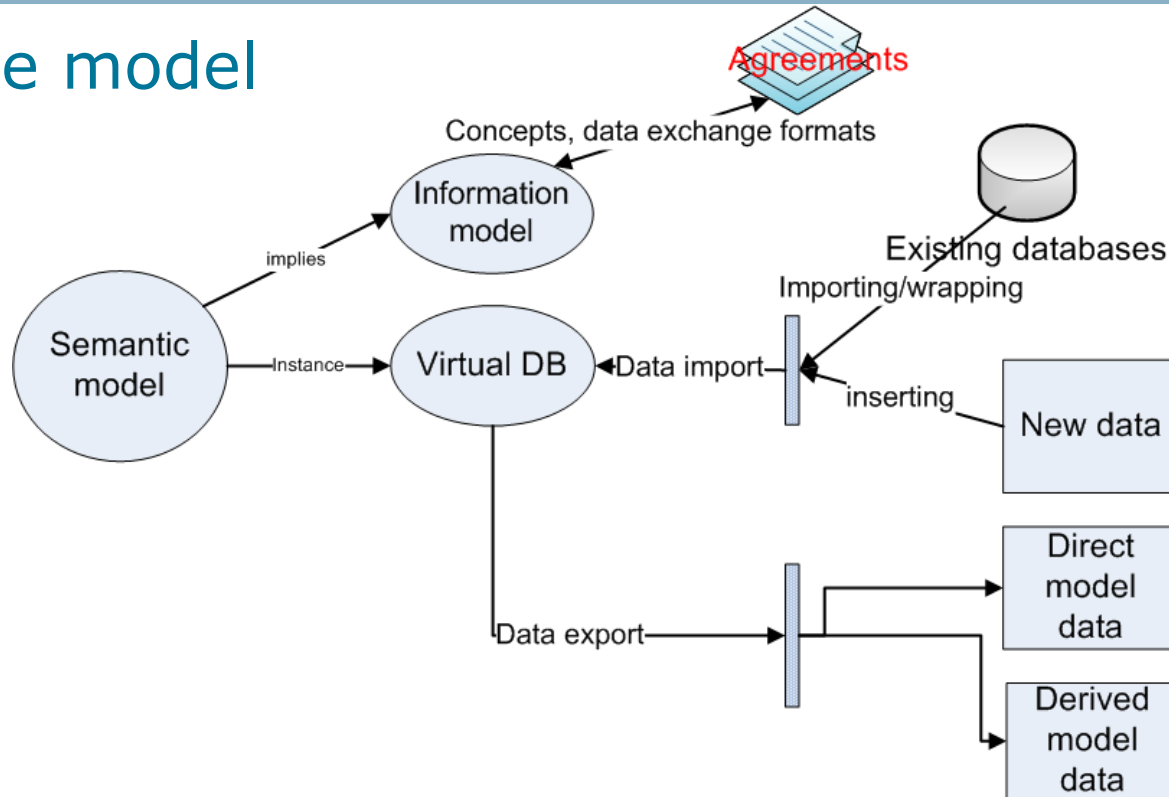 e model
Agreements
Concepts, data exchange formats
Information
model
implies
Existing databases
Importing/wrapping
Semantic
model
Instance
Virtual DB
Data import
inserting
New data
Direct
model
data
Data export
Derived
model
data